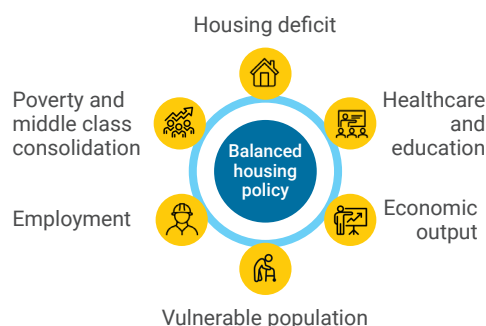 Housing deficit
Healthcare
and
education
Economic
output
Vulnerable population
Employment
Poverty and
middle class
consolidation
Balanced
housing
policy